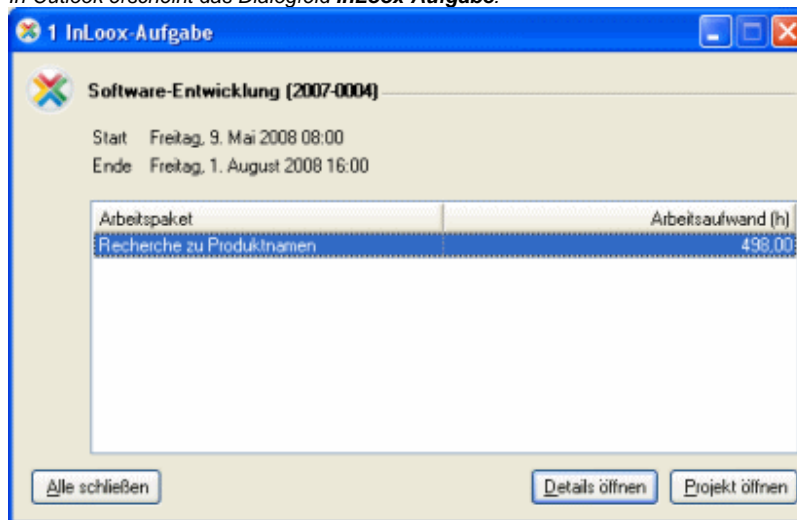 In Outlook erscheint das Dialogfeld InLoox-Aufgabe.
1 InLoox-Aufgabe
Software-Entwicklung (2007-0004)
Start Freitag, 9. Mai 2008 08:00
Ende Freitag, 1. August 2008 16:00
Arbeitspaket Arbeitsaufwand (h)
Recherche zu Produktnamen 498,00
Alle schließen Details öffnen Projekt öffnen